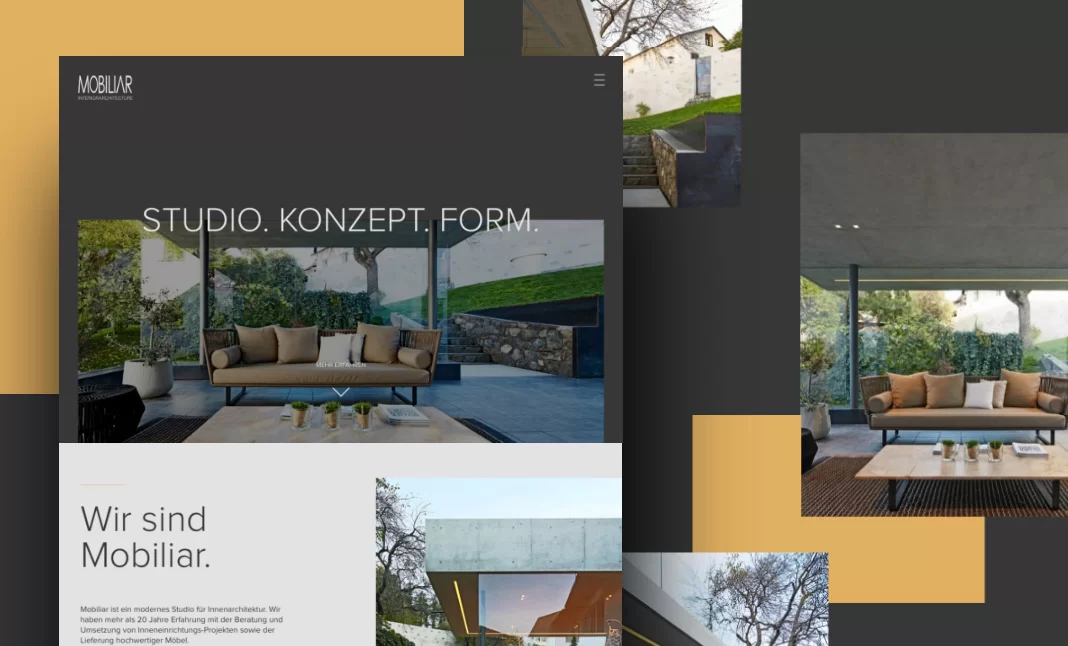 MOBILIAR
INTERIORARCHITECTURE
STUDIO. KONZEPT. FORM.
MEHR ERFAHREN
Wir sind
Mobiliar.
Mobiliar ist ein modernes Studio für Innenarchitektur. Wir
haben mehr als 20 Jahre Erfahrung mit der Beratung und
Umsetzung von Inneneinrichtungs-Projekten sowie der
Lieferung hochwertiger Möbel.